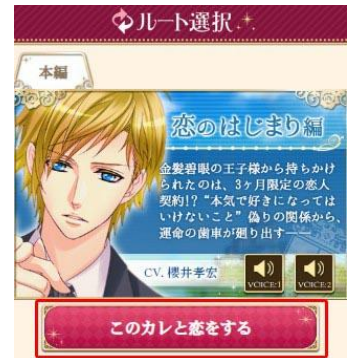 ルート選択
本編
恋のはじまり編
金髪碧眼の王子様から持ちかけ
られたのは、3ヶ月限定の恋人
契約!?“本気で好きになっては
いけないこと”偽りの関係から、
運命の歯車が廻り出す──
CV. 櫻井孝宏
VOICE:1
VOICE:2
このカレと恋をする